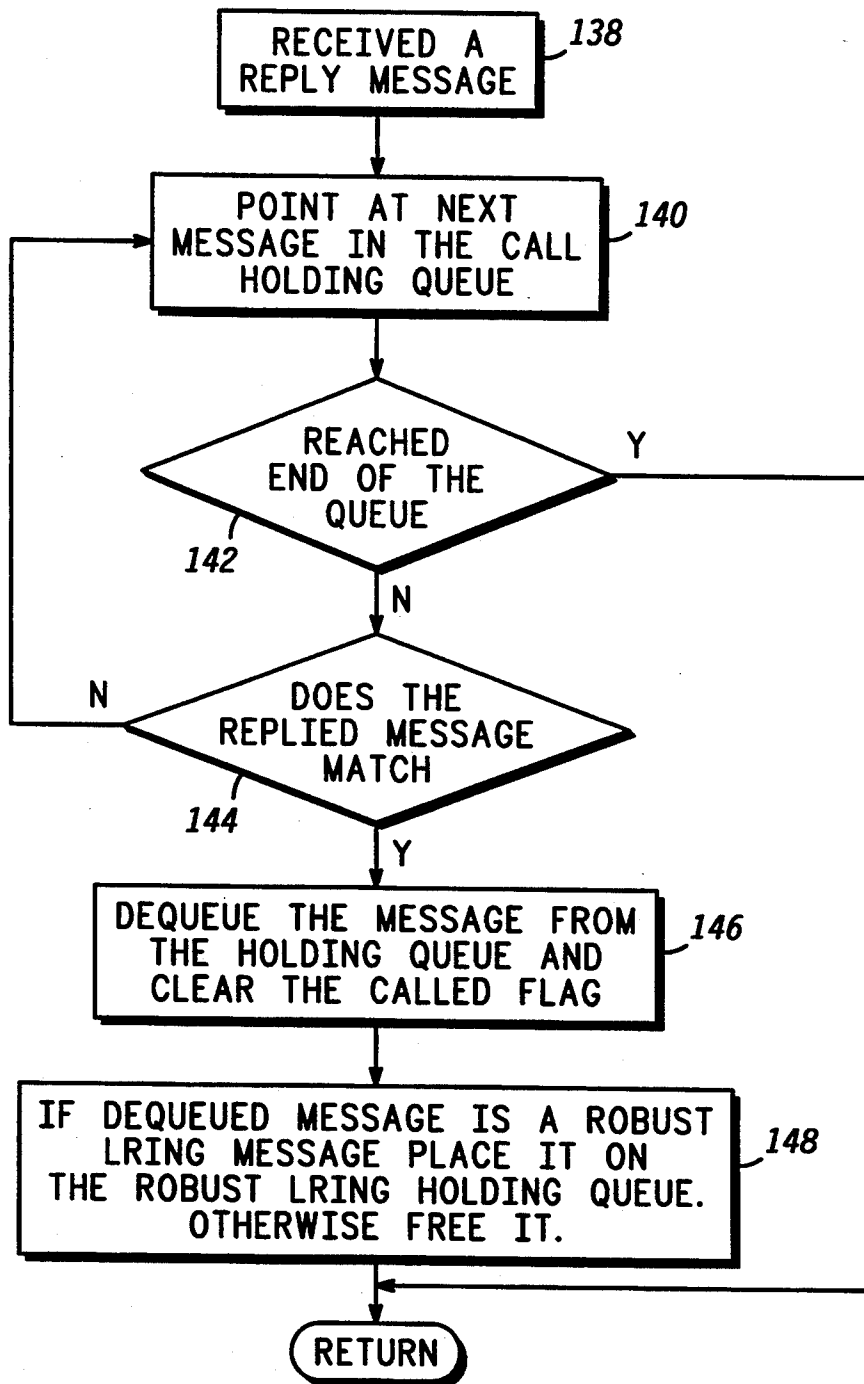 RECEIVED A
REPLY MESSAGE
138
POINT AT NEXT
MESSAGE IN THE CALL
HOLDING QUEUE
140
REACHED
END OF THE
QUEUE
Y
142
N
DOES THE
REPLIED MESSAGE
MATCH
N
144
Y
DEQUEUE THE MESSAGE FROM
THE HOLDING QUEUE AND
CLEAR THE CALLED FLAG
146
IF DEQUEUED MESSAGE IS A ROBUST
LRING MESSAGE PLACE IT ON
THE ROBUST LRING HOLDING QUEUE.
OTHERWISE FREE IT.
148
RETURN